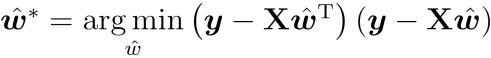 ŵ* = arg min (y − Xŵᵀ) (y − Xŵ)
ŵ